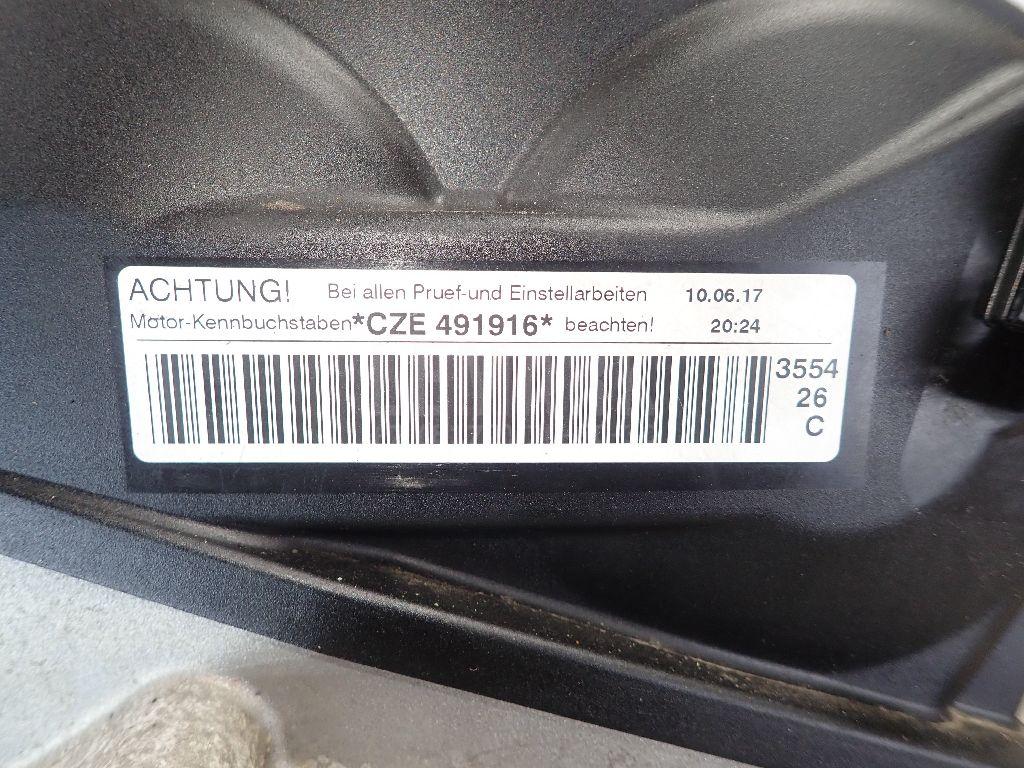 ACHTUNG! Bei allen Pruef-und Einstellarbeiten 10.06.17
Motor-Kennbuchstaben*CZE 491916* beachten! 20:24
3554
26
C